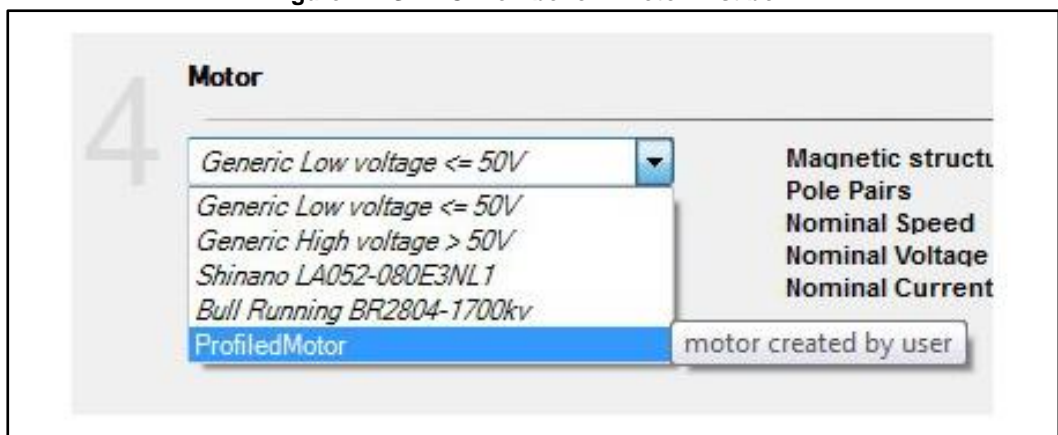 4
Motor
Generic Low voltage <= 50V
Magnetic structu
Generic Low voltage <= 50V
Pole Pairs
Generic High voltage > 50V
Nominal Speed
Shinano LA052-080E3NL1
Nominal Voltage
Bull Running BR2804-1700kv
Nominal Current
ProfiledMotor
motor created by user